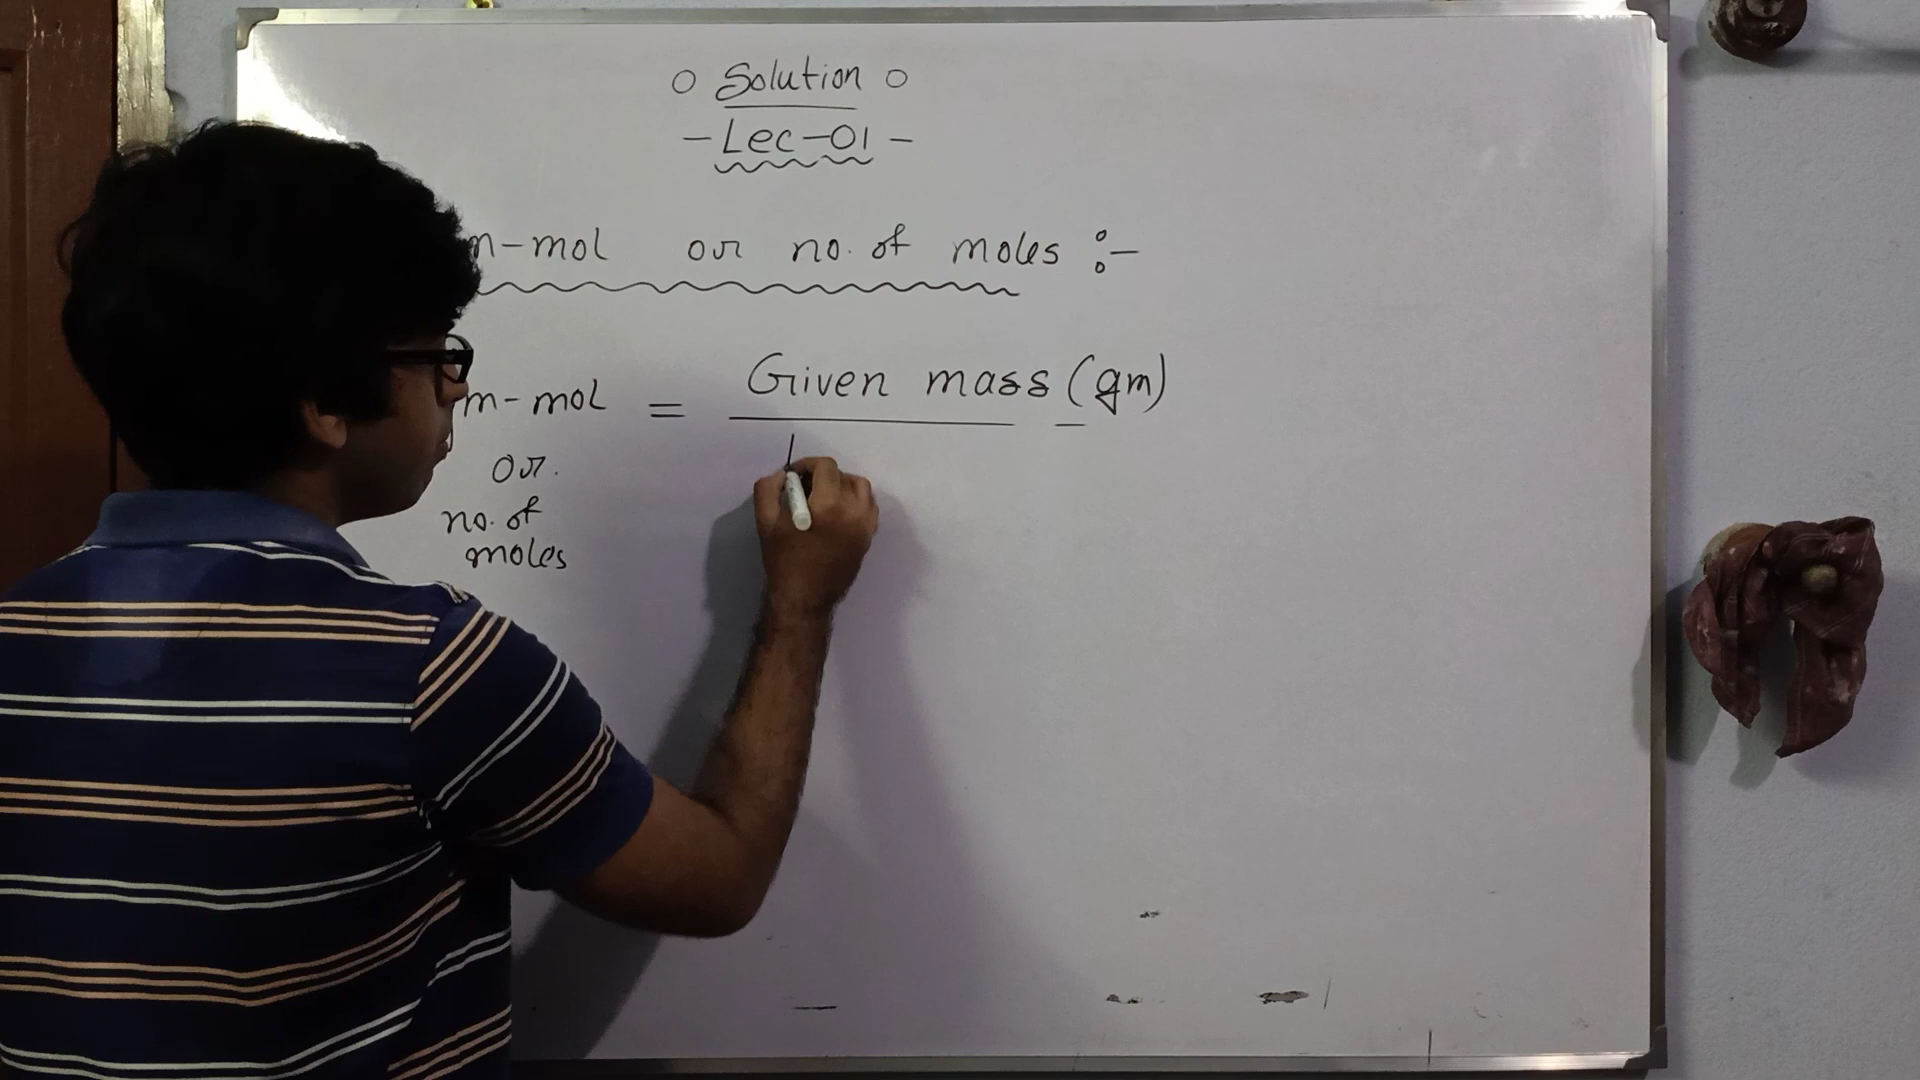 o Solution o
- Lec-01 -
m-mol or no. of moles :-
m-mol = Given mass (gm)
or.
no. of
moles